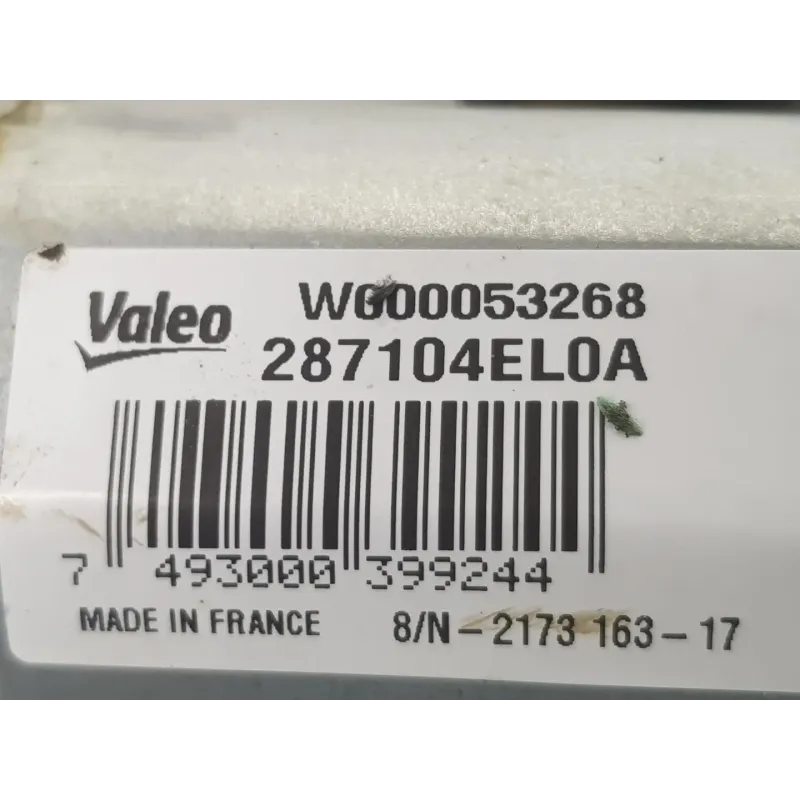 Valeo
W000053268
287104EL0A
7 493000 399244
MADE IN FRANCE 8/N-2173 163-17